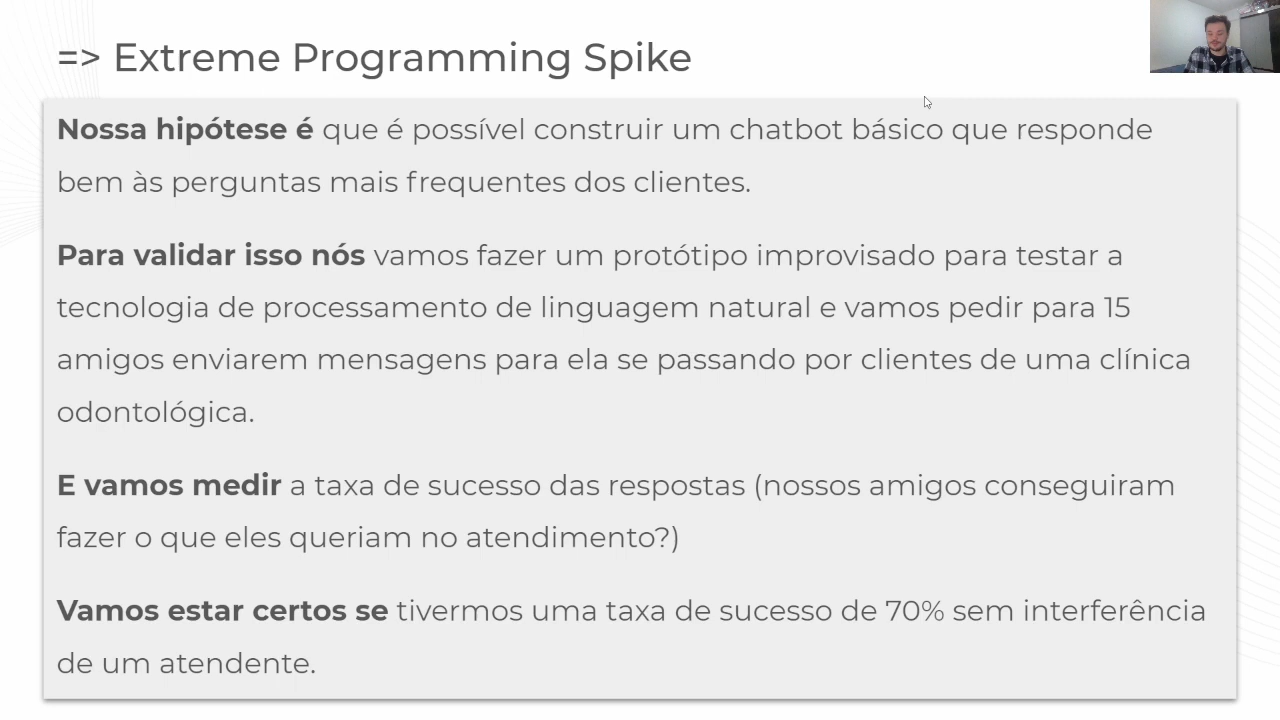 => Extreme Programming Spike
Nossa hipótese é que é possível construir um chatbot básico que responde
bem às perguntas mais frequentes dos clientes.
Para validar isso nós vamos fazer um protótipo improvisado para testar a
tecnologia de processamento de linguagem natural e vamos pedir para 15
amigos enviarem mensagens para ela se passando por clientes de uma clínica
odontológica.
E vamos medir a taxa de sucesso das respostas (nossos amigos conseguiram
fazer o que eles queriam no atendimento?)
Vamos estar certos se tivermos uma taxa de sucesso de 70% sem interferência
de um atendente.